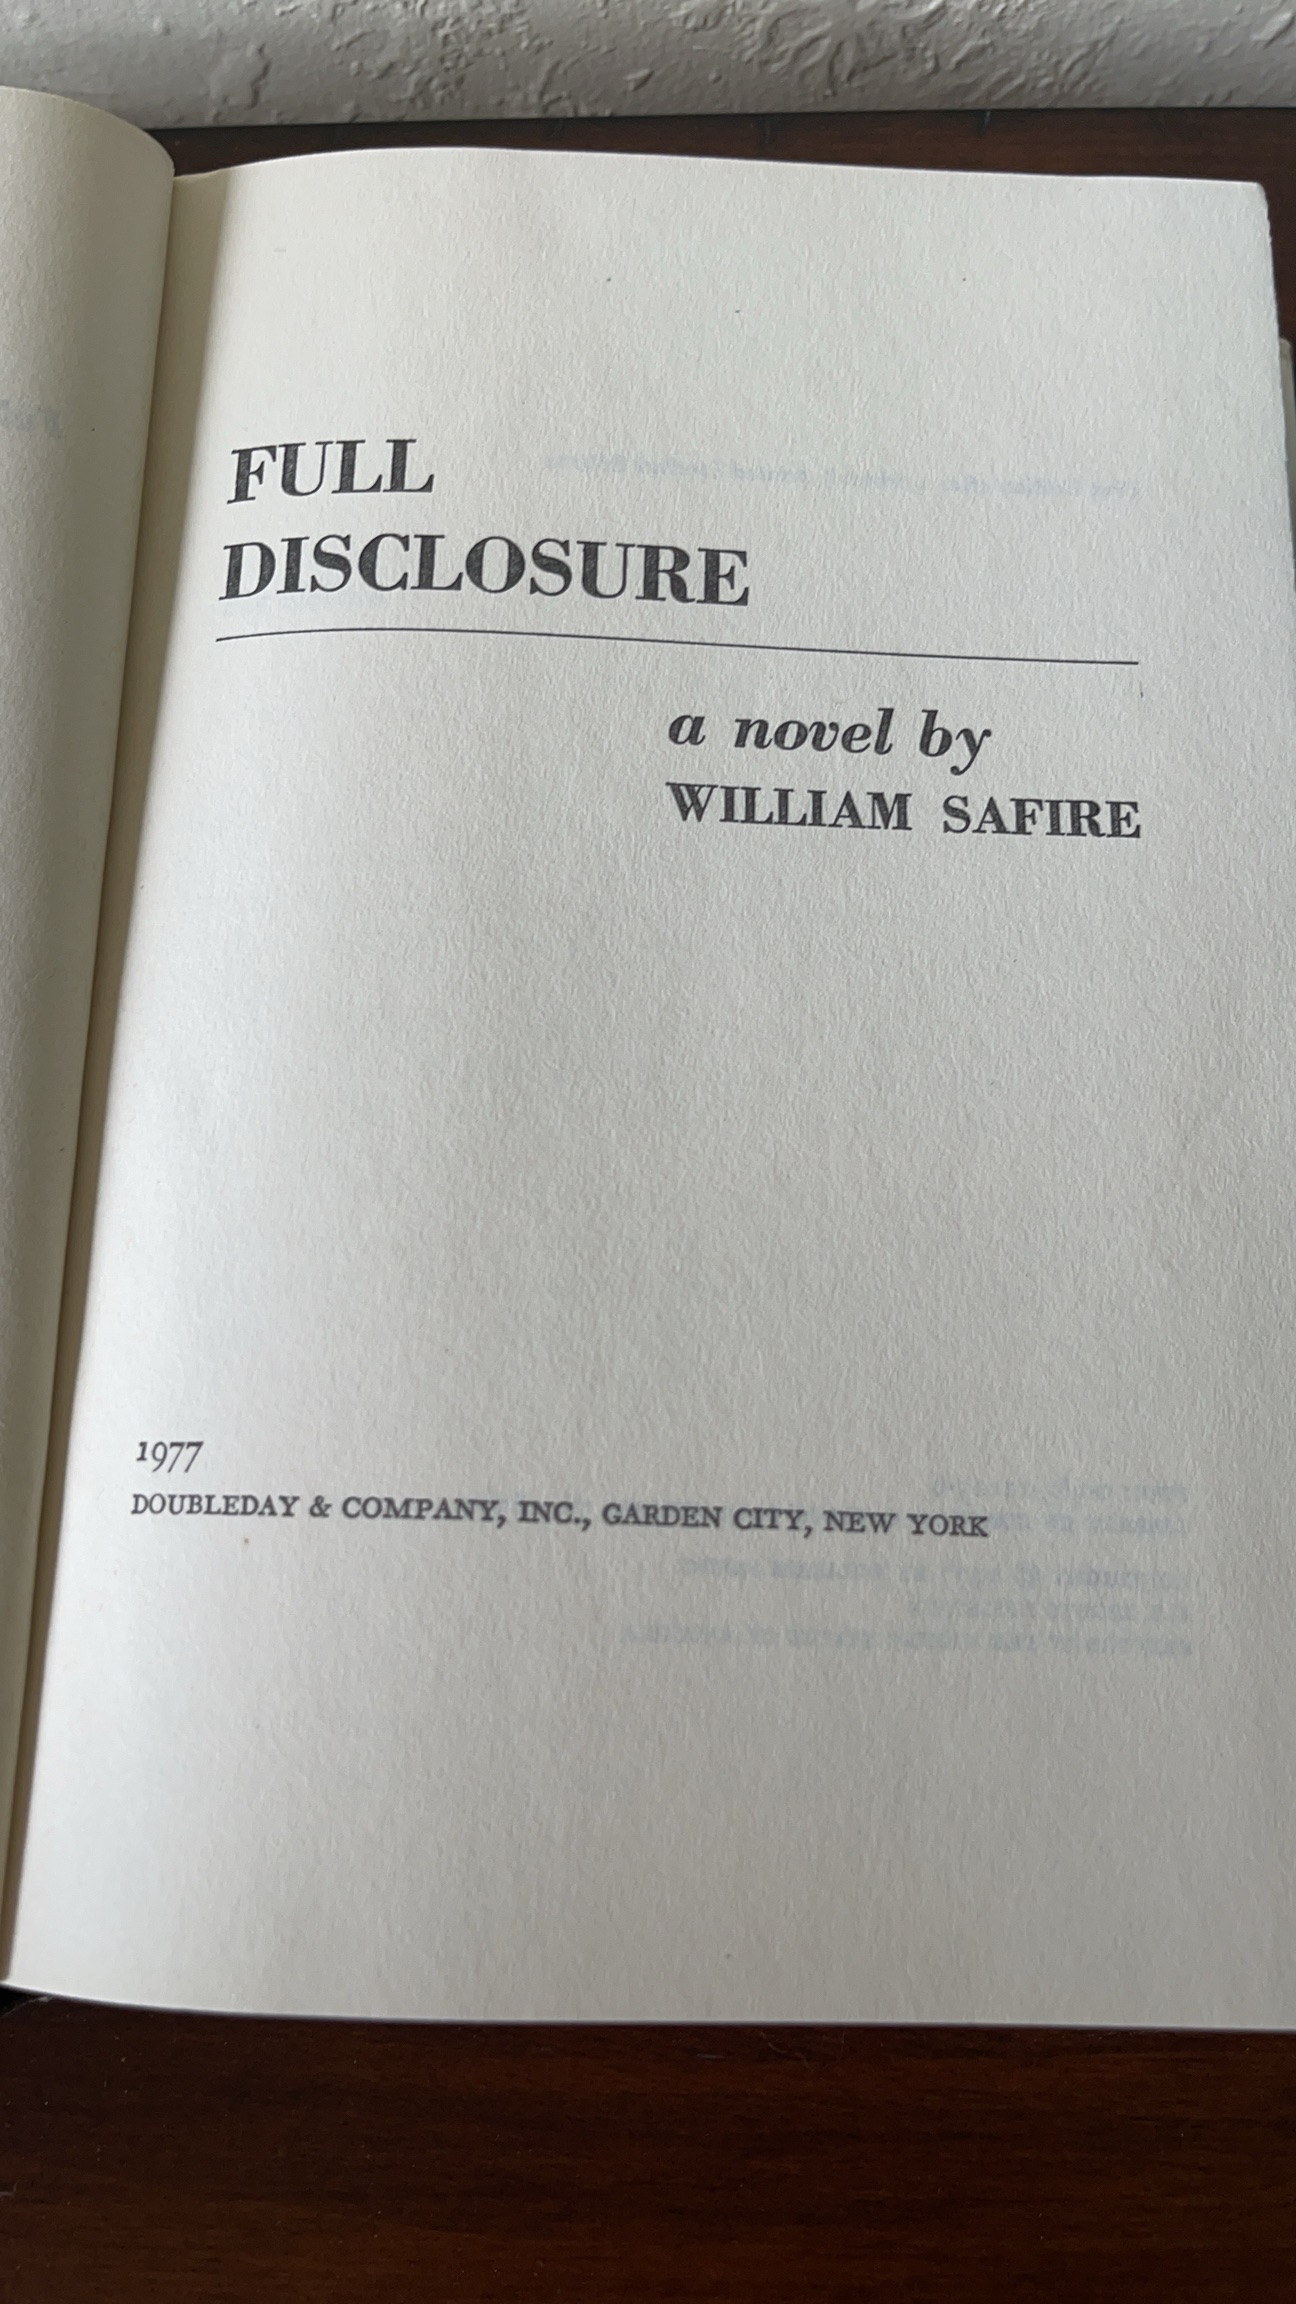 FULL
DISCLOSURE
a novel by
WILLIAM SAFIRE
1977
DOUBLEDAY & COMPANY, INC., GARDEN CITY, NEW YORK